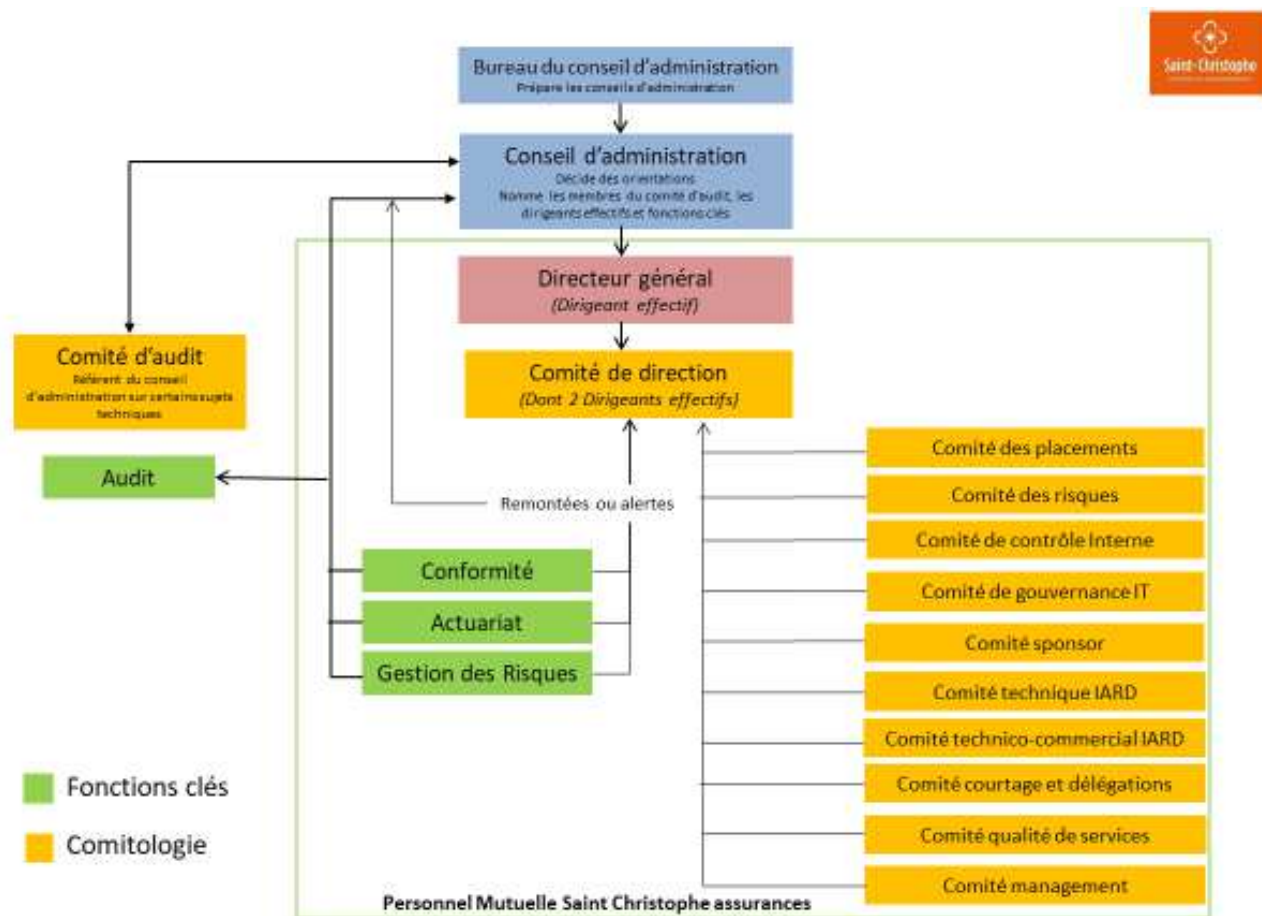 Saint-Christophe
Bureau du conseil d'administration
Prépare les conseils d'administration
Conseil d'administration
Décide des orientations
Nomme les membres du comité d'audit, les
dirigeants effectifs et fonctions clés
Directeur général
(Dirigeant effectif)
Comité d'audit
Référent du conseil
d'administration sur certains sujets
techniques
Comité de direction
(Dont 2 Dirigeants effectifs)
Audit
Remontées ou alertes
Conformité
Actuariat
Gestion des Risques
Comité des placements
Comité des risques
Comité de contrôle Interne
Comité de gouvernance IT
Comité sponsor
Comité technique IARD
Comité technico-commercial IARD
Comité courtage et délégations
Comité qualité de services
Comité management
Fonctions clés
Comitologie
Personnel Mutuelle Saint Christophe assurances